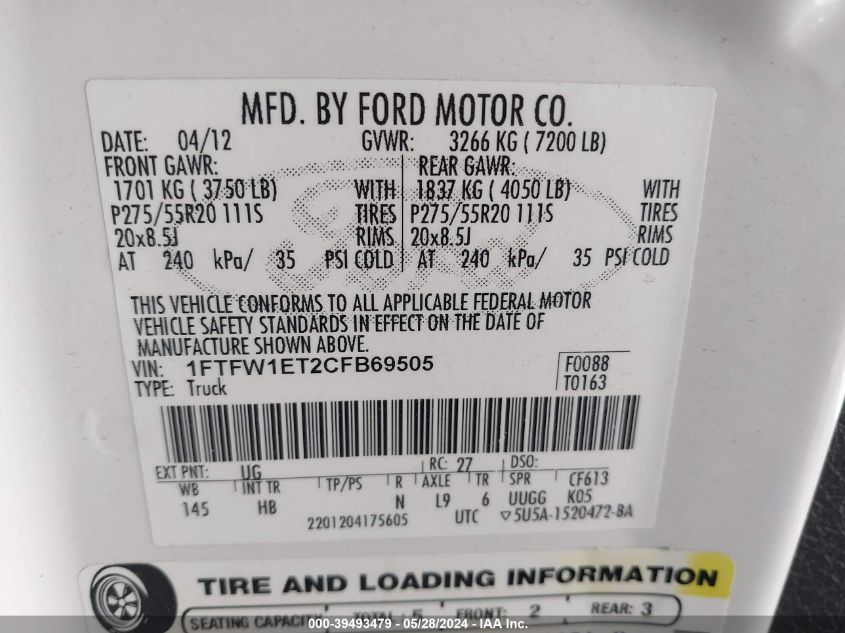 MFD. BY FORD MOTOR CO.
DATE: 04/12 GVWR: 3266 KG ( 7200 LB)
FRONT GAWR: REAR GAWR:
1701 KG ( 3750 LB) WITH 1837 KG ( 4050 LB) WITH
P275/55R20 111S TIRES P275/55R20 111S TIRES
20x8.5J RIMS 20x8.5J RIMS
AT 240 kPa/ 35 PSI COLD AT 240 kPa/ 35 PSI COLD
THIS VEHICLE CONFORMS TO ALL APPLICABLE FEDERAL MOTOR
VEHICLE SAFETY STANDARDS IN EFFECT ON THE DATE OF
MANUFACTURE SHOWN ABOVE.
VIN: 1FTFW1ET2CFB69505 F0088
TYPE: Truck T0163
EXT PNT: UG RC: 27 DSO:
WB INT TR TP/PS R AXLE TR SPR CF613
145 HB N L9 6 UUGG K05
2201204175605 UTC ▽5U5A-1520472-BA
TIRE AND LOADING INFORMATION
SEATING CAPACITY TOTAL: 5 FRONT: 2 REAR: 3
000-39493479 - 05/28/2024 - IAA Inc.